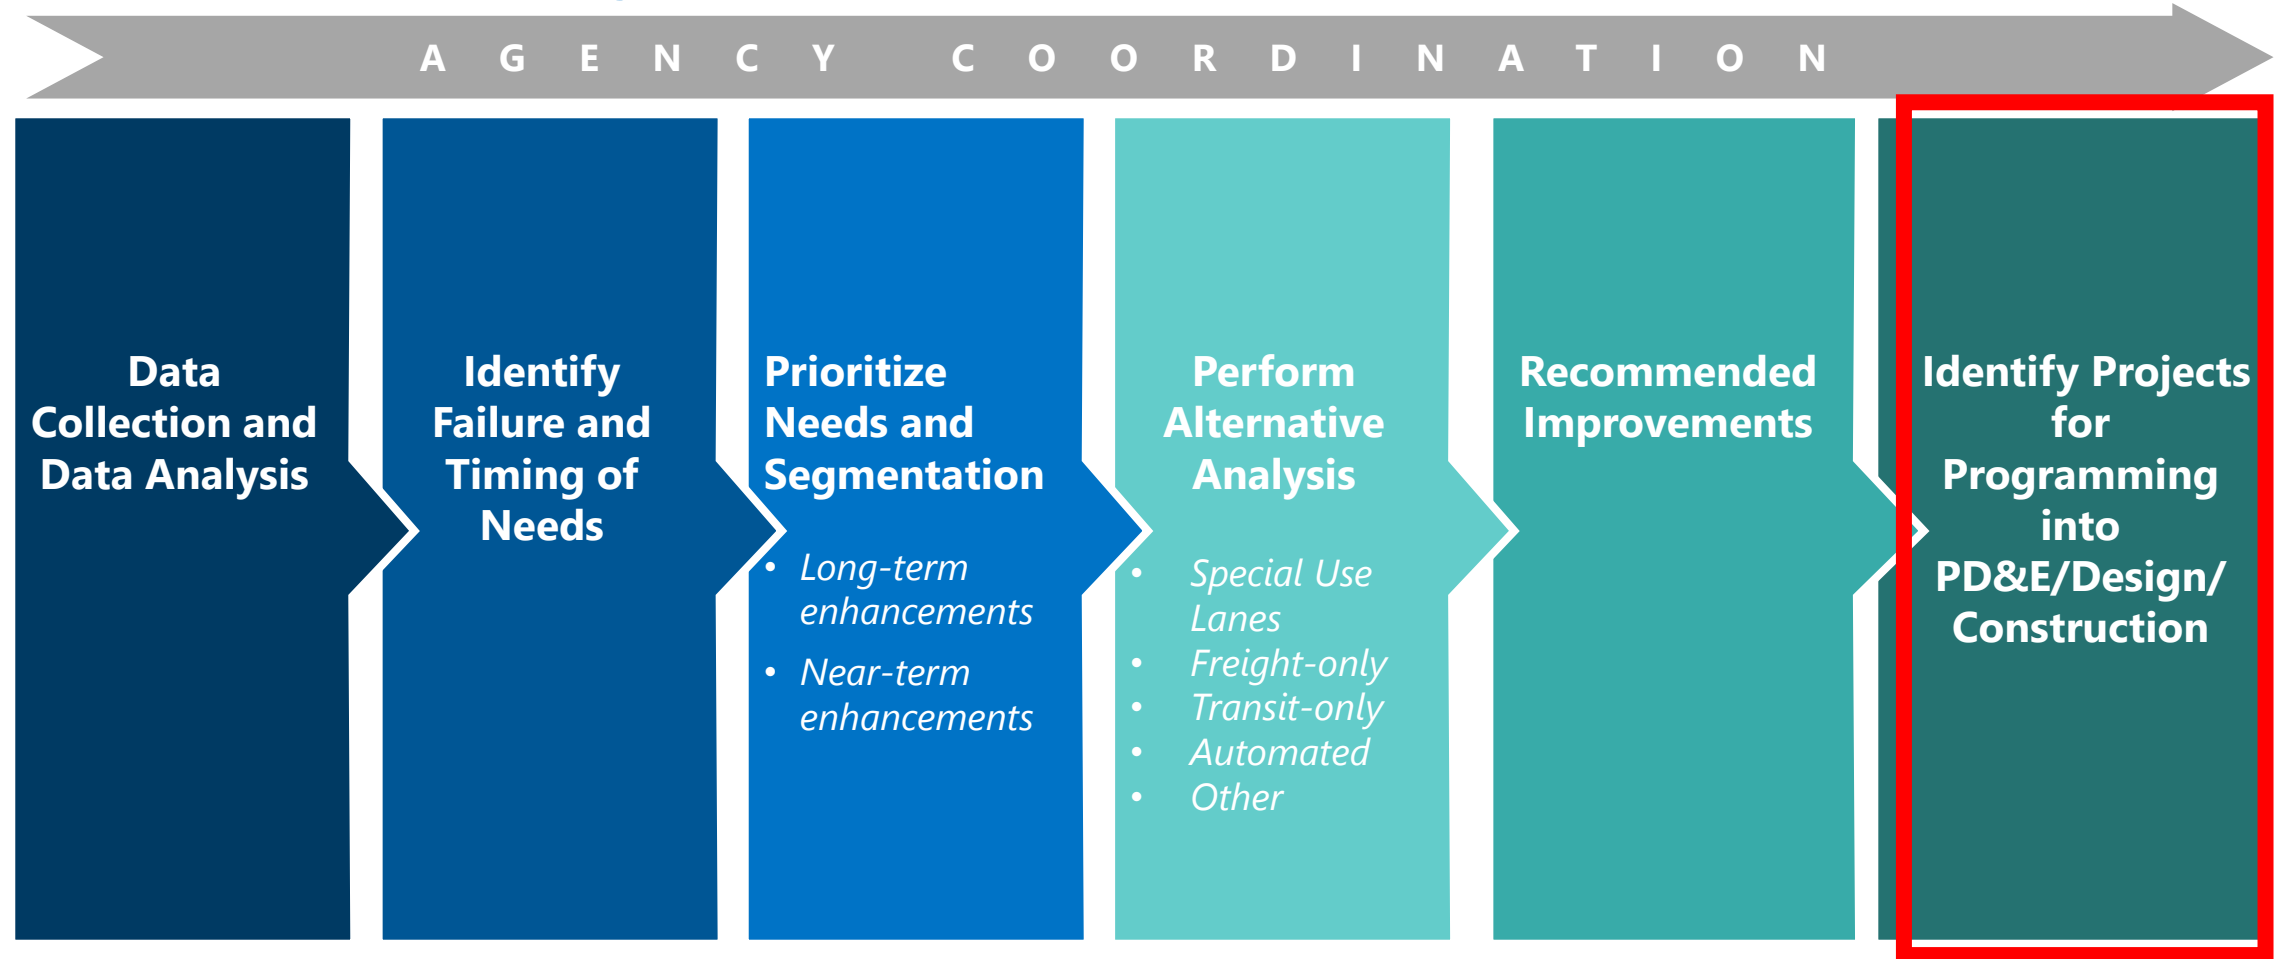 AGENCY COORDINATION
Data
Collection and
Data Analysis
Identify
Failure and
Timing of
Needs
Prioritize
Needs and
Segmentation
• Long-term
enhancements
• Near-term
enhancements
Perform
Alternative
Analysis
• Special Use
Lanes
• Freight-only
• Transit-only
• Automated
• Other
Recommended
Improvements
Identify Projects
for
Programming
into
PD&E/Design/
Construction